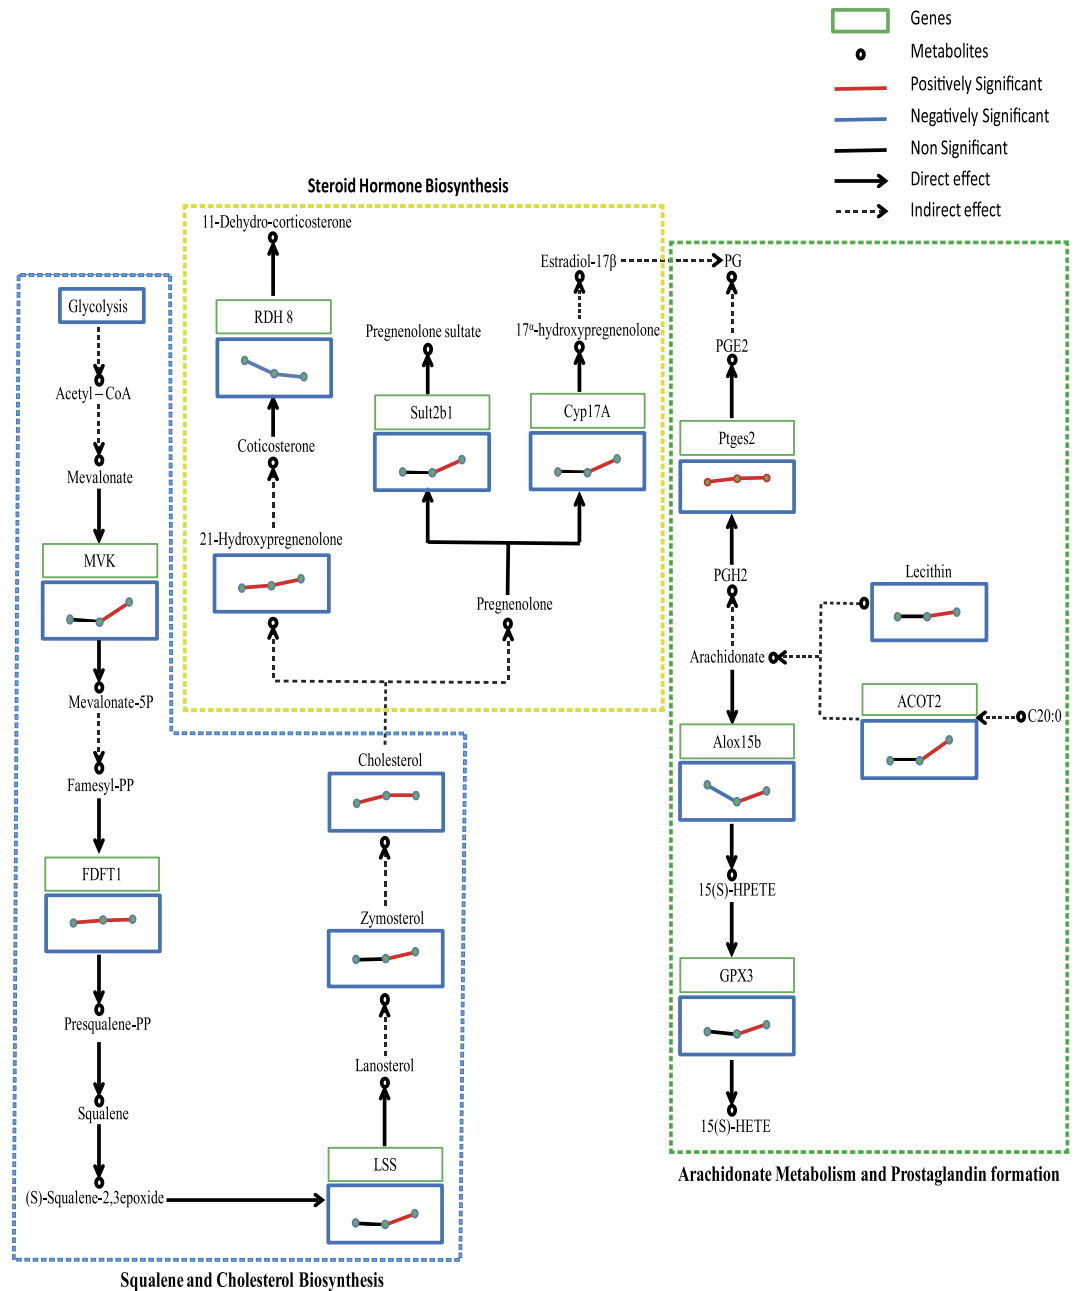 Genes
Metabolites
Positively Significant
Negatively Significant
Non Significant
Direct effect
Indirect effect
Steroid Hormone Biosynthesis
11-Dehydro-corticosterone
RDH 8
Coticosterone
21-Hydroxypregnenolone
Pregnenolone sultate
Sult2b1
Estradiol-17β
17α-hydroxypregnenolone
Cyp17A
Pregnenolone
Glycolysis
Acetyl – CoA
Mevalonate
MVK
Mevalonate-5P
Famesyl-PP
FDFT1
Presqualene-PP
Squalene
(S)-Squalene-2,3epoxide
Cholesterol
Zymosterol
Lanosterol
LSS
Squalene and Cholesterol Biosynthesis
PG
PGE2
Ptges2
PGH2
Lecithin
Arachidonate
ACOT2
C20:0
Alox15b
15(S)-HPETE
GPX3
15(S)-HETE
Arachidonate Metabolism and Prostaglandin formation